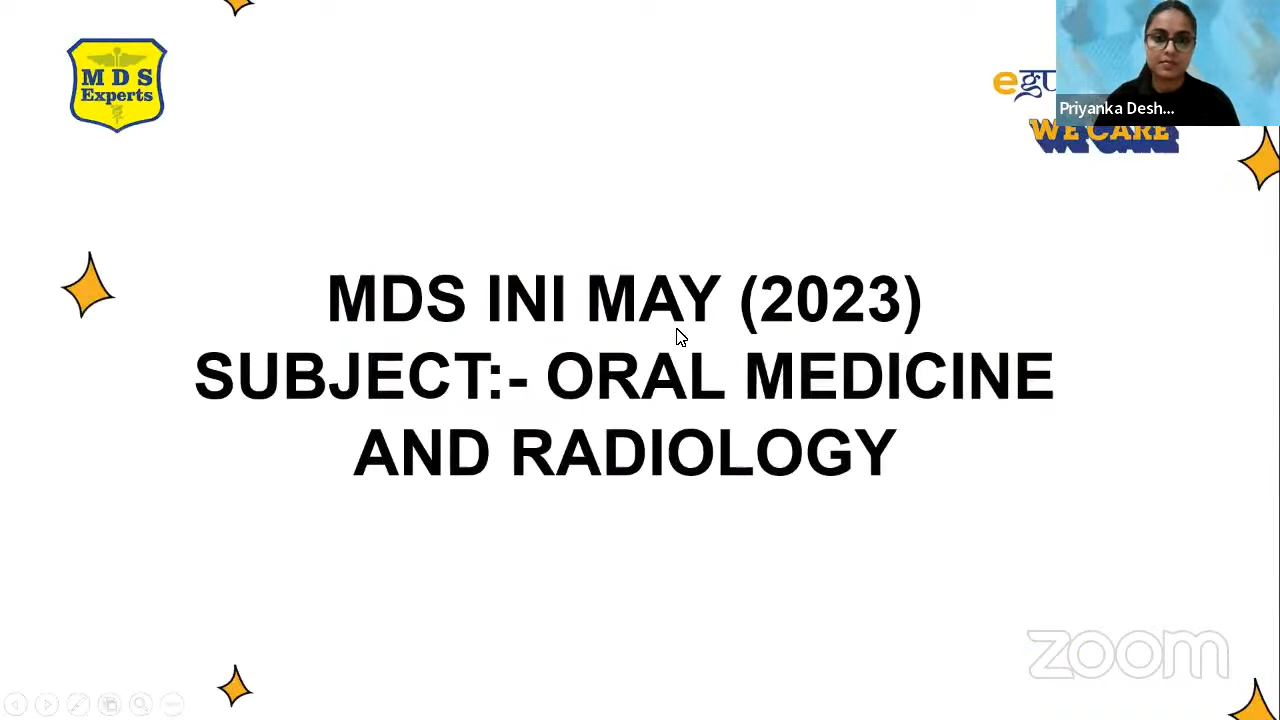 M D S
Experts
Priyanka Desh...
WE CARE
MDS INI MAY (2023)
SUBJECT:- ORAL MEDICINE
AND RADIOLOGY
zoom